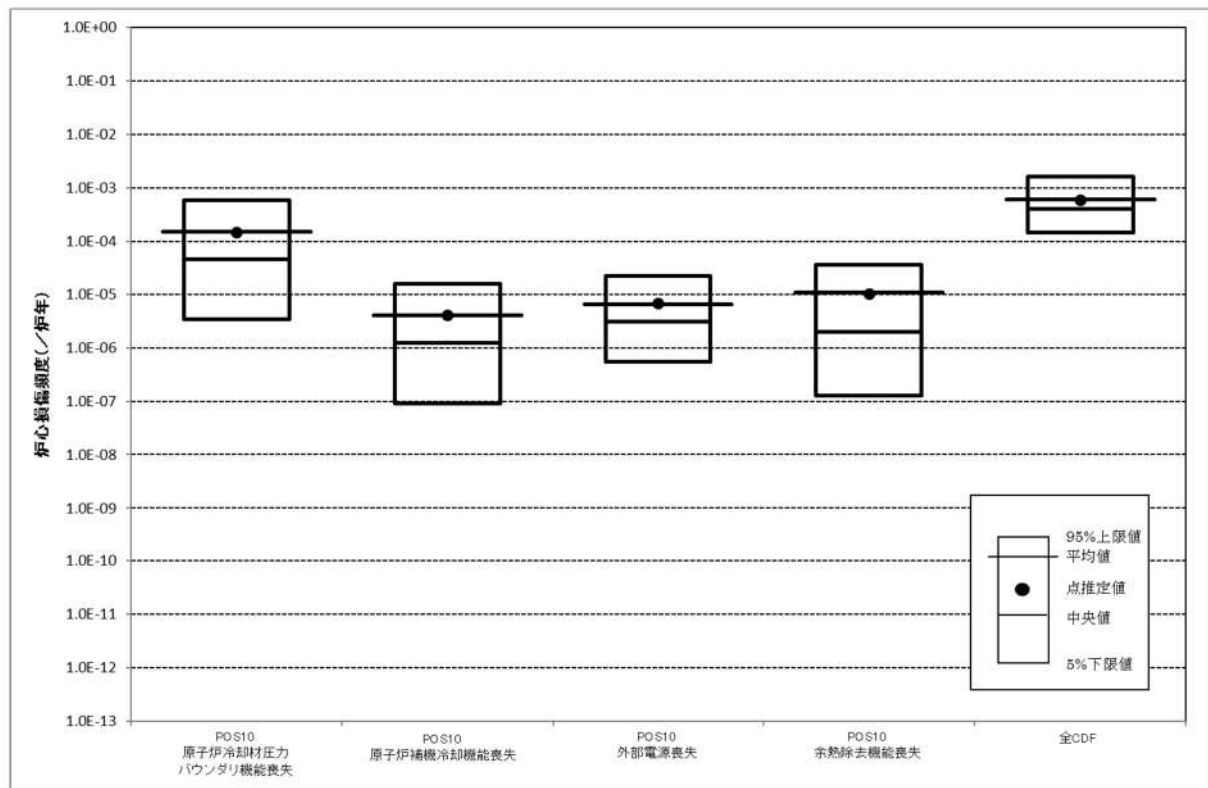 炉心損傷頻度(／炉年)
1.0E+00
1.0E-01
1.0E-02
1.0E-03
1.0E-04
1.0E-05
1.0E-06
1.0E-07
1.0E-08
1.0E-09
1.0E-10
1.0E-11
1.0E-12
1.0E-13
POS10
原子炉冷却材圧力
バウンダリ機能喪失
POS10
原子炉補機冷却機能喪失
POS10
外部電源喪失
POS10
余熱除去機能喪失
全CDF
95%上限値
平均値
点推定値
中央値
5%下限値